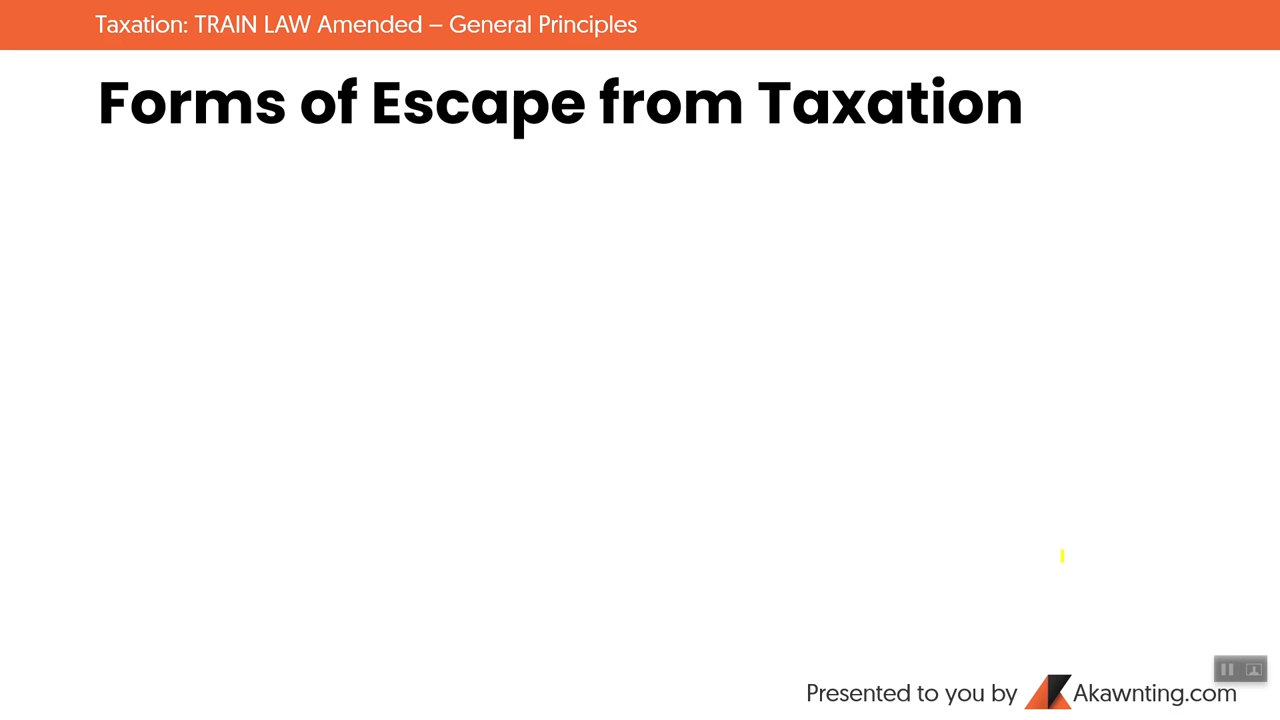 Taxation: TRAIN LAW Amended – General Principles
Forms of Escape from Taxation
Presented to you by Akawnting.com